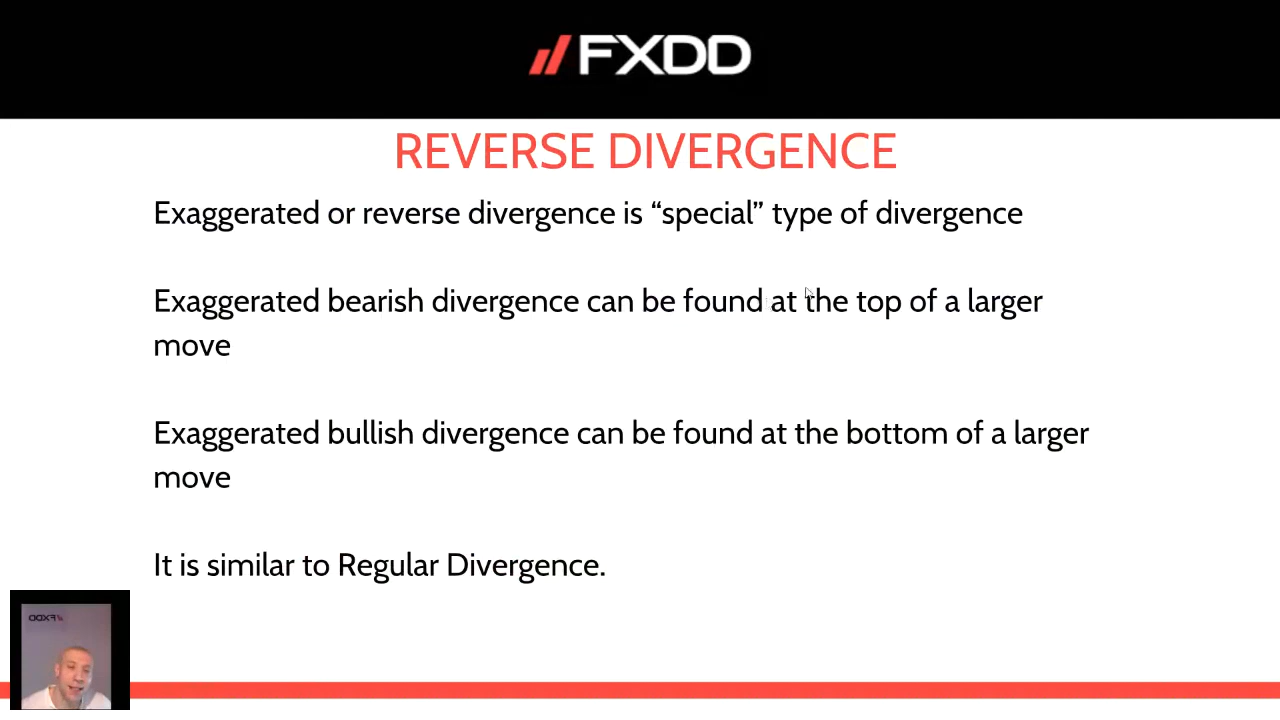 FXDD
REVERSE DIVERGENCE
Exaggerated or reverse divergence is “special” type of divergence
Exaggerated bearish divergence can be found at the top of a larger
move
Exaggerated bullish divergence can be found at the bottom of a larger
move
It is similar to Regular Divergence.
FXDD